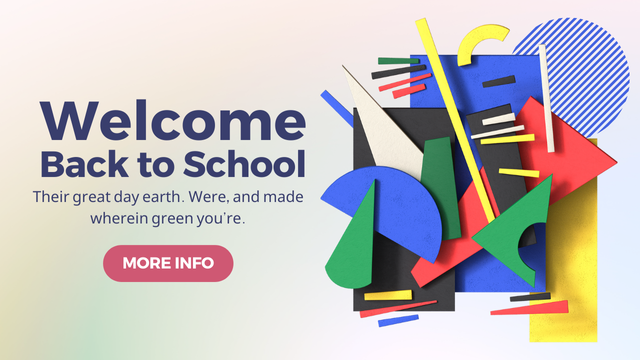 Welcome
Back to School
Their great day earth. Were, and made
wherein green you're.
MORE INFO